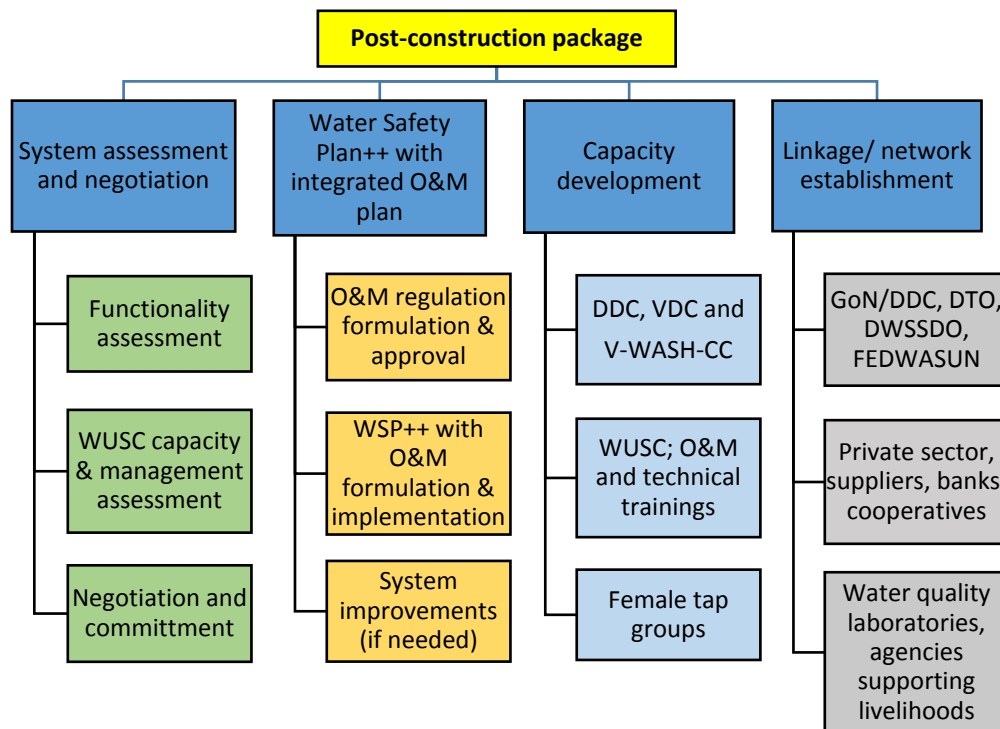 Post-construction package
System assessment
and negotiation
Water Safety
Plan++ with
integrated O&M
plan
Capacity
development
Linkage/ network
establishment
Functionality
assessment
WUSC capacity
& management
assessment
Negotiation and
committment
O&M regulation
formulation &
approval
WSP++ with
O&M
formulation &
implementation
System
improvements
(if needed)
DDC, VDC and
V-WASH-CC
WUSC; O&M
and technical
trainings
Female tap
groups
GoN/DDC, DTO,
DWSSDO,
FEDWASUN
Private sector,
suppliers, banks
cooperatives
Water quality
laboratories,
agencies
supporting
livelihoods